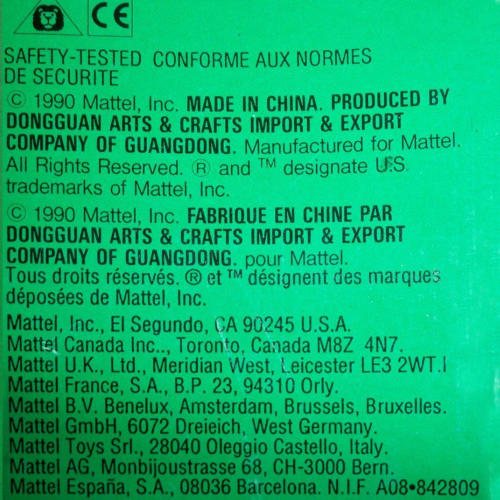 CE
SAFETY-TESTED CONFORME AUX NORMES
DE SECURITE
© 1990 Mattel, Inc. MADE IN CHINA. PRODUCED BY
DONGGUAN ARTS & CRAFTS IMPORT & EXPORT
COMPANY OF GUANGDONG. Manufactured for Mattel.
All Rights Reserved. ® and ™ designate U.S.
trademarks of Mattel, Inc.
© 1990 Mattel, Inc. FABRIQUE EN CHINE PAR
DONGGUAN ARTS & CRAFTS IMPORT & EXPORT
COMPANY OF GUANGDONG. pour Mattel.
Tous droits réservés. ® et ™ désignent des marques
déposées de Mattel, Inc.
Mattel, Inc., El Segundo, CA 90245 U.S.A.
Mattel Canada Inc.., Toronto, Canada M8Z 4N7.
Mattel U.K., Ltd., Meridian West, Leicester LE3 2WT.I
Mattel France, S.A., B.P. 23, 94310 Orly.
Mattel B.V. Benelux, Amsterdam, Brussels, Bruxelles.
Mattel GmbH, 6072 Dreieich, West Germany.
Mattel Toys Srl., 28040 Oleggio Castello, Italy.
Mattel AG, Monbijoustrasse 68, CH-3000 Bern.
Mattel España, S.A., 08036 Barcelona. N.I.F. A08•842809